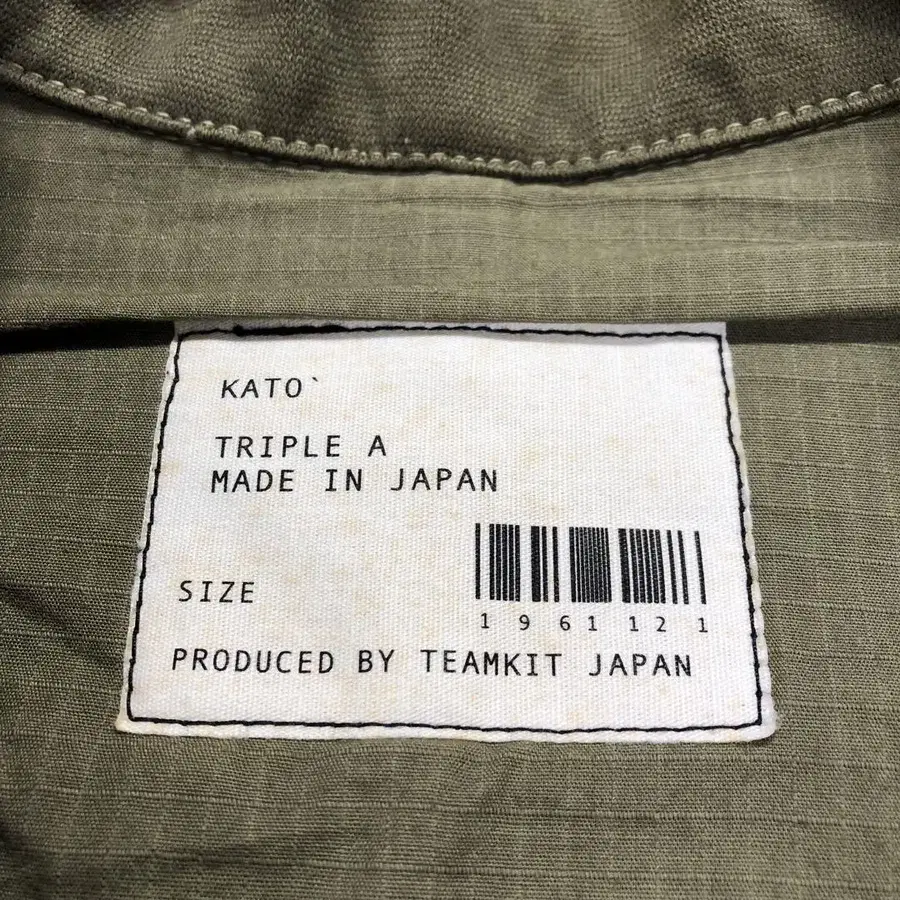 KATO`
TRIPLE A
MADE IN JAPAN
SIZE
1 9 61 12 1
PRODUCED BY TEAMKIT JAPAN